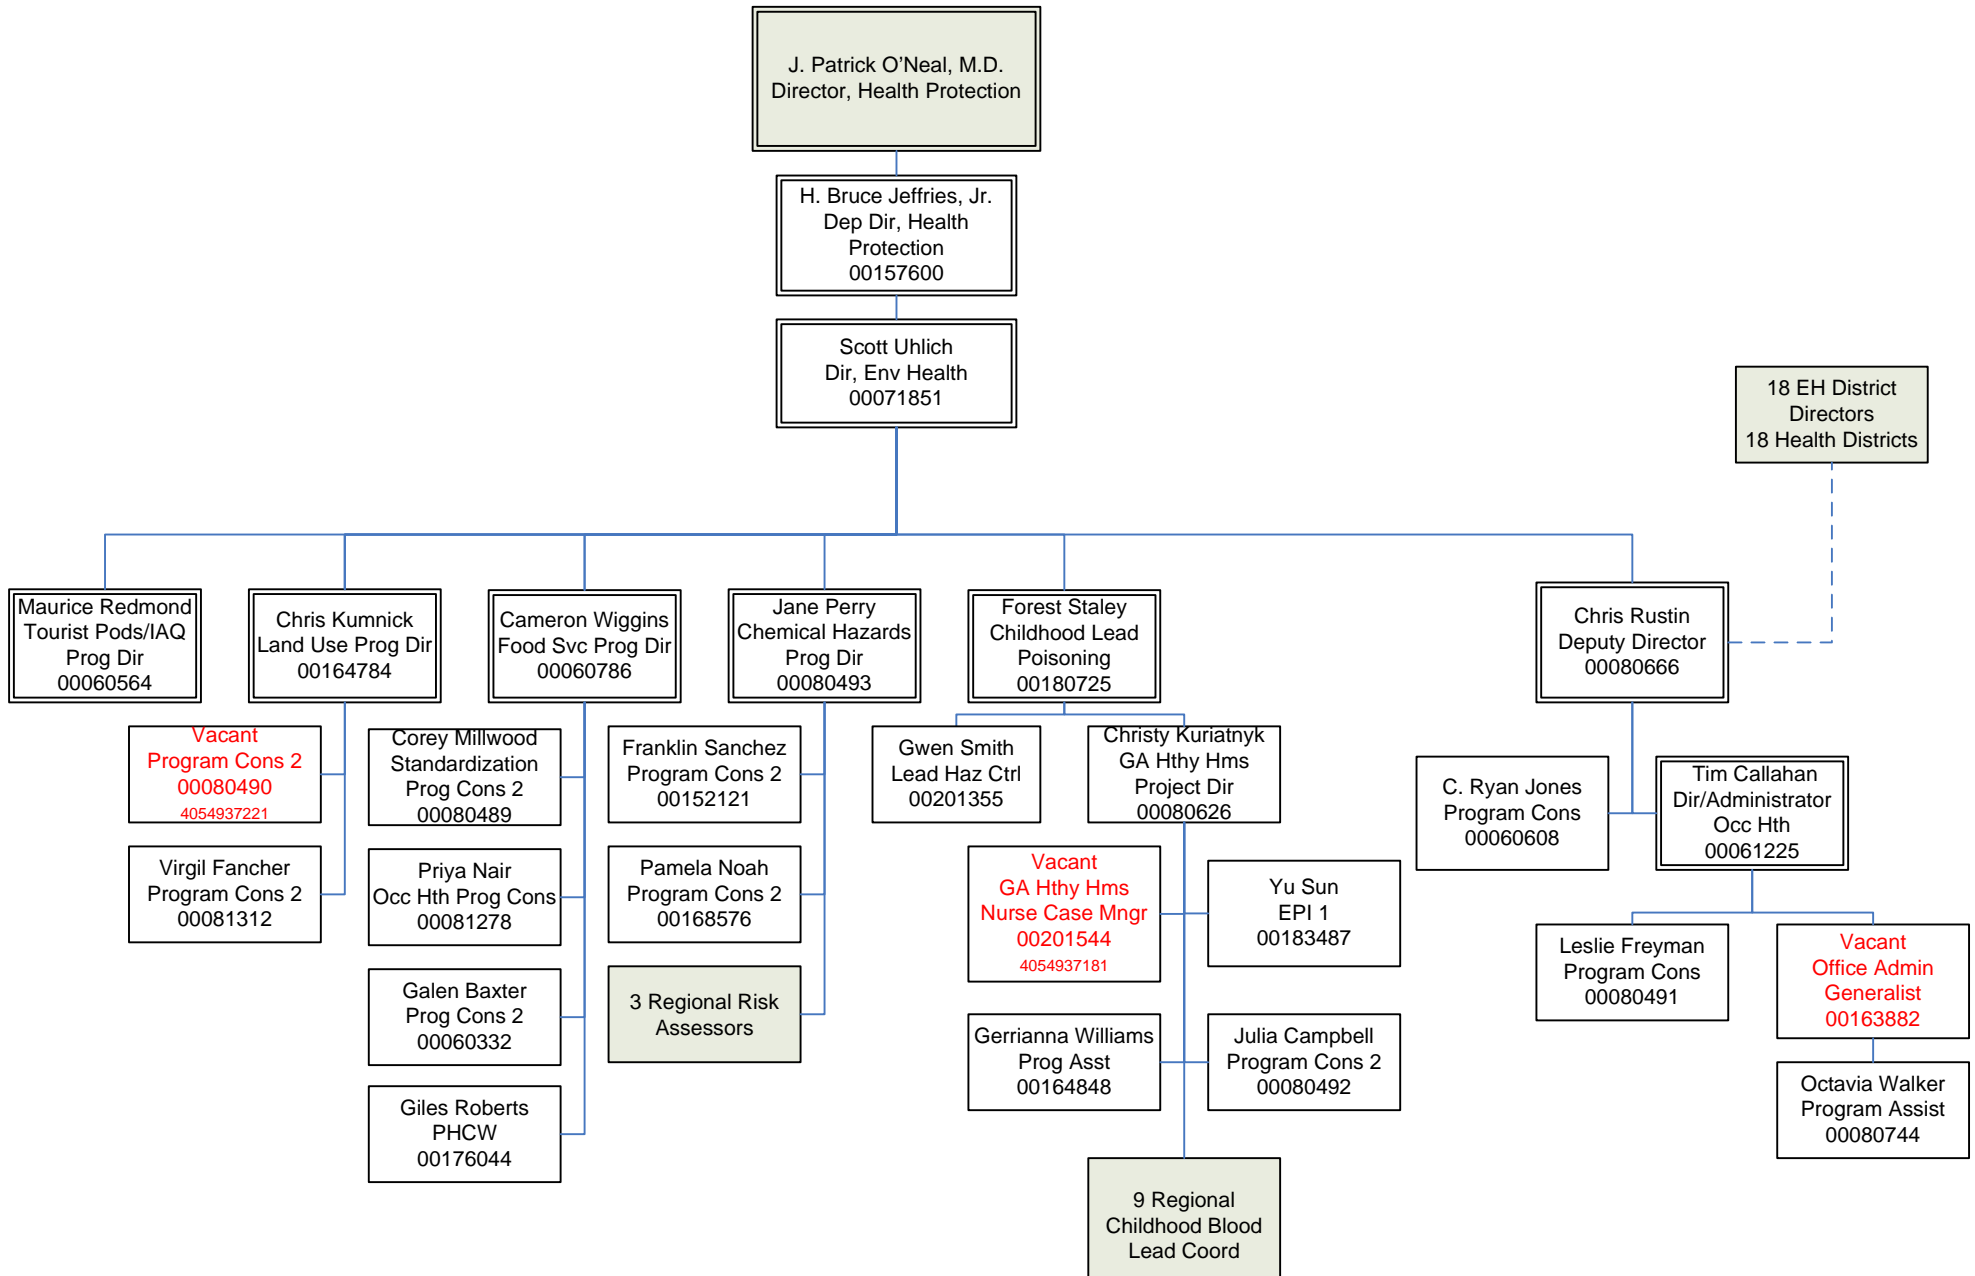 J. Patrick O’Neal, M.D.
Director, Health Protection
H. Bruce Jeffries, Jr.
Dep Dir, Health
Protection
00157600
Scott Uhlich
Dir, Env Health
00071851
18 EH District
Directors
18 Health Districts
Maurice Redmond
Tourist Pods/IAQ
Prog Dir
00060564
Chris Kumnick
Land Use Prog Dir
00164784
Cameron Wiggins
Food Svc Prog Dir
00060786
Jane Perry
Chemical Hazards
Prog Dir
00080493
Forest Staley
Childhood Lead
Poisoning
00180725
Chris Rustin
Deputy Director
00080666
Vacant
Program Cons 2
00080490
4054937221
Virgil Fancher
Program Cons 2
00081312
Corey Millwood
Standardization
Prog Cons 2
00080489
Priya Nair
Occ Hth Prog Cons
00081278
Galen Baxter
Prog Cons 2
00060332
Giles Roberts
PHCW
00176044
Franklin Sanchez
Program Cons 2
00152121
Pamela Noah
Program Cons 2
00168576
3 Regional Risk
Assessors
Gwen Smith
Lead Haz Ctrl
00201355
Christy Kuriatnyk
GA Hthy Hms
Project Dir
00080626
Vacant
GA Hthy Hms
Nurse Case Mngr
00201544
4054937181
Yu Sun
EPI 1
00183487
Gerrianna Williams
Prog Asst
00164848
Julia Campbell
Program Cons 2
00080492
9 Regional
Childhood Blood
Lead Coord
C. Ryan Jones
Program Cons
00060608
Tim Callahan
Dir/Administrator
Occ Hth
00061225
Leslie Freyman
Program Cons
00080491
Vacant
Office Admin
Generalist
00163882
Octavia Walker
Program Assist
00080744